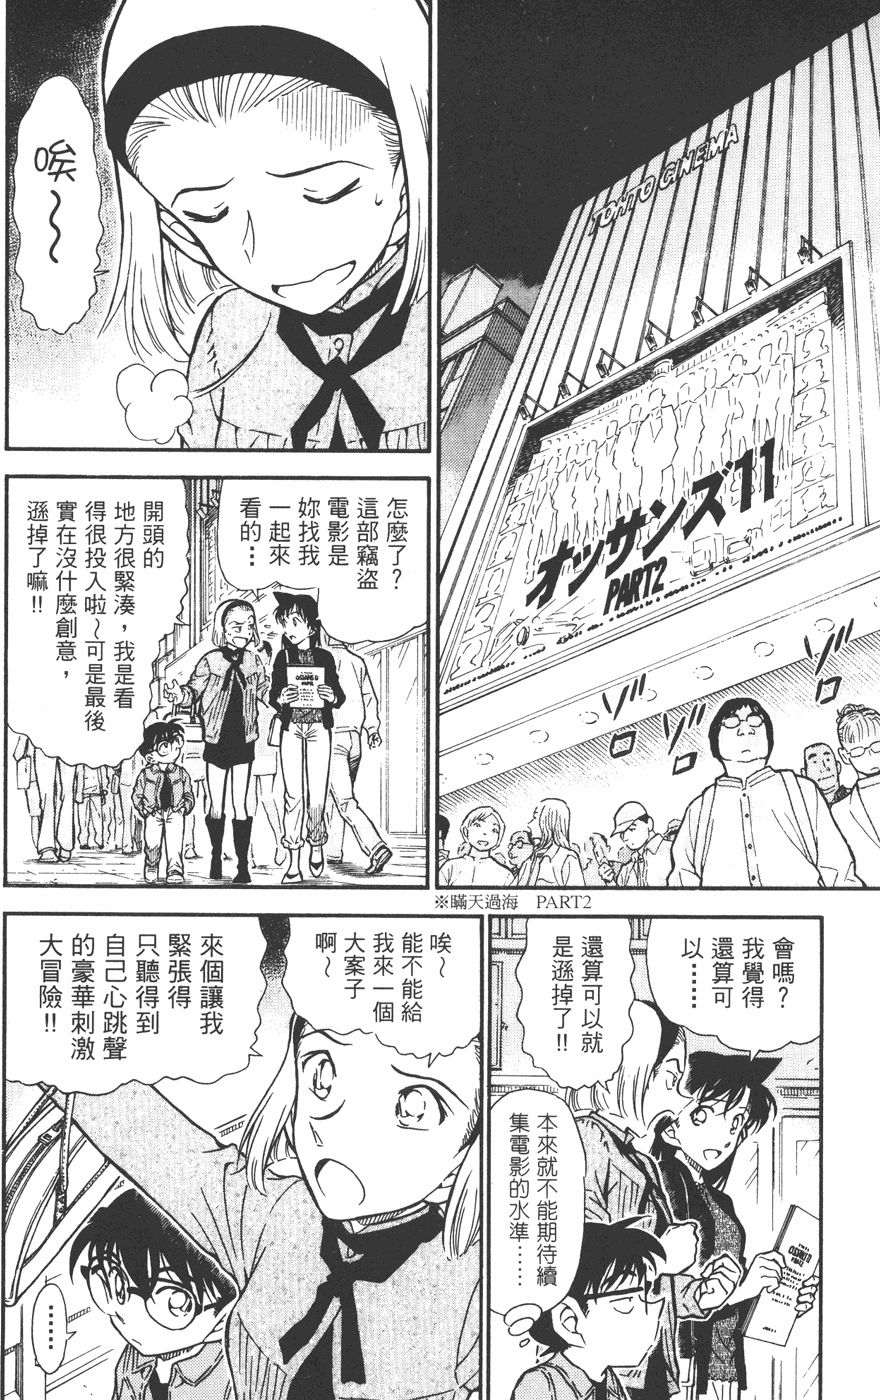 TOHTO CINEMA
オッサンズ11
PART2
ゾロ
ゾロ
ゾロ
※瞞天過海 PART2
唉～
怎麼了?
這部竊盜
電影是
妳找我
一起來
看的…
開頭的
地方很緊湊，我是看
得很投入啦～可是最後
實在沒什麼創意，
遜掉了嘛!!
會嗎?
我覺得
還算可
以……
還算可以就
是遜掉了!!
本來就不能期待續
集電影的水準……
唉～
能不能給
我來一個
大案子
啊～
來個讓我
緊張得
只聽得到
自己心跳聲
的豪華刺激
大冒險!!
……